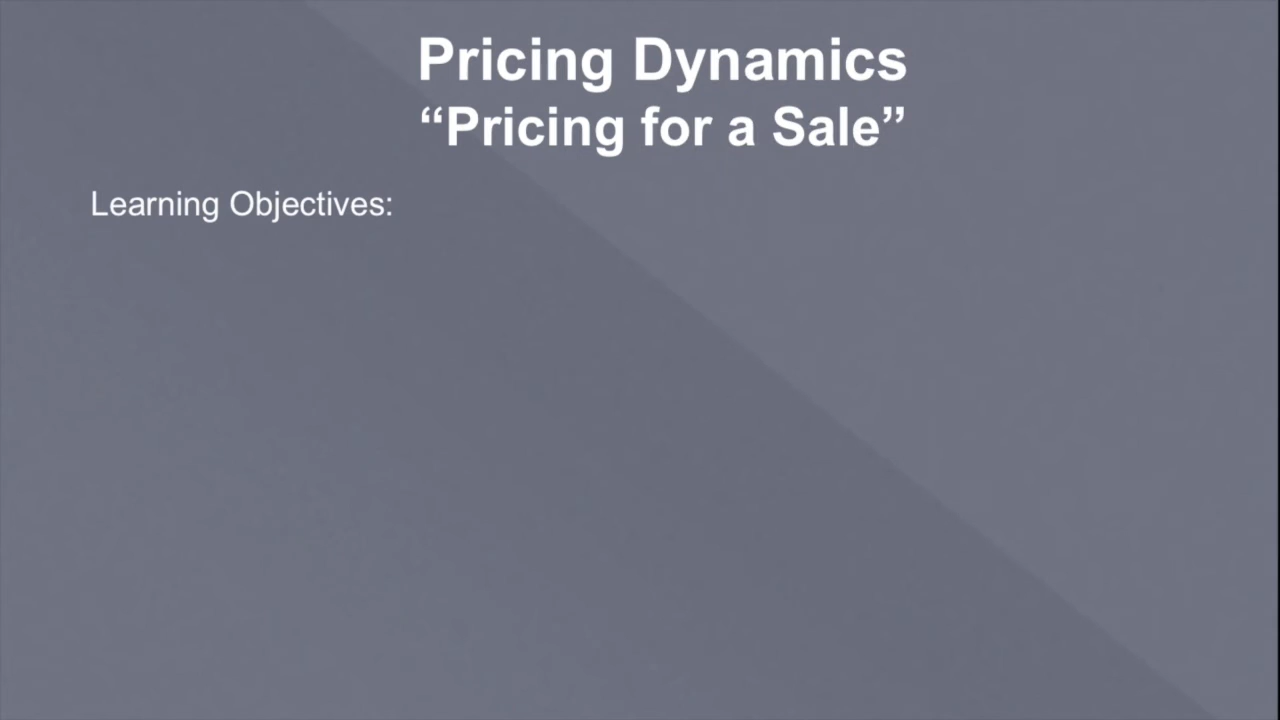 Pricing Dynamics
“Pricing for a Sale”
Learning Objectives: